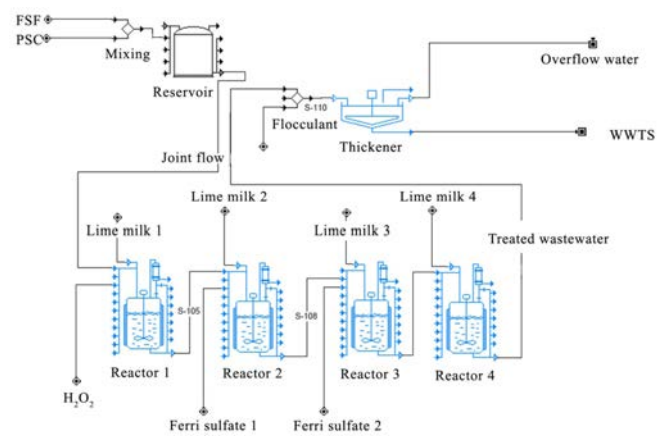 FSF
PSC
Mixing
Reservoir
Overflow water
S-110
Flocculant
Thickener
WWTS
Joint flow
Lime milk 2
Lime milk 4
Lime milk 1
Lime milk 3
Treated wastewater
S-105
S-108
Reactor 1
Reactor 2
Reactor 3
Reactor 4
H₂O₂
Ferri sulfate 1
Ferri sulfate 2